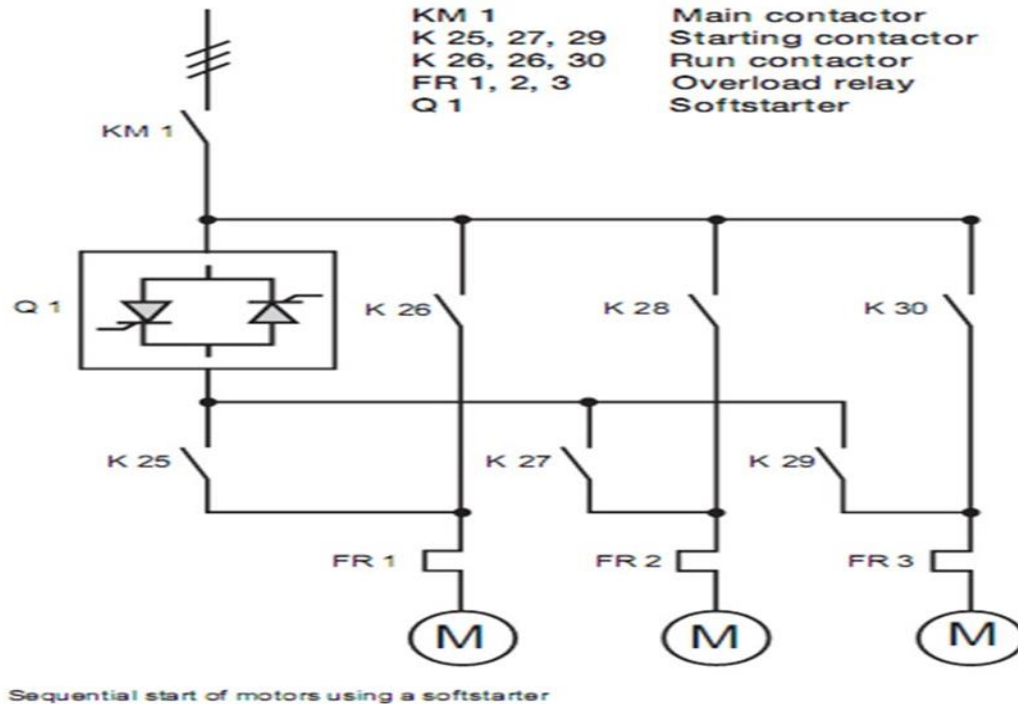 KM 1 Main contactor
K 25, 27, 29 Starting contactor
K 26, 26, 30 Run contactor
FR 1, 2, 3 Overload relay
Q 1 Softstarter
KM 1
Q 1
K 26
K 28
K 30
K 25
K 27
K 29
FR 1
FR 2
FR 3
M
M
M
Sequential start of motors using a softstarter